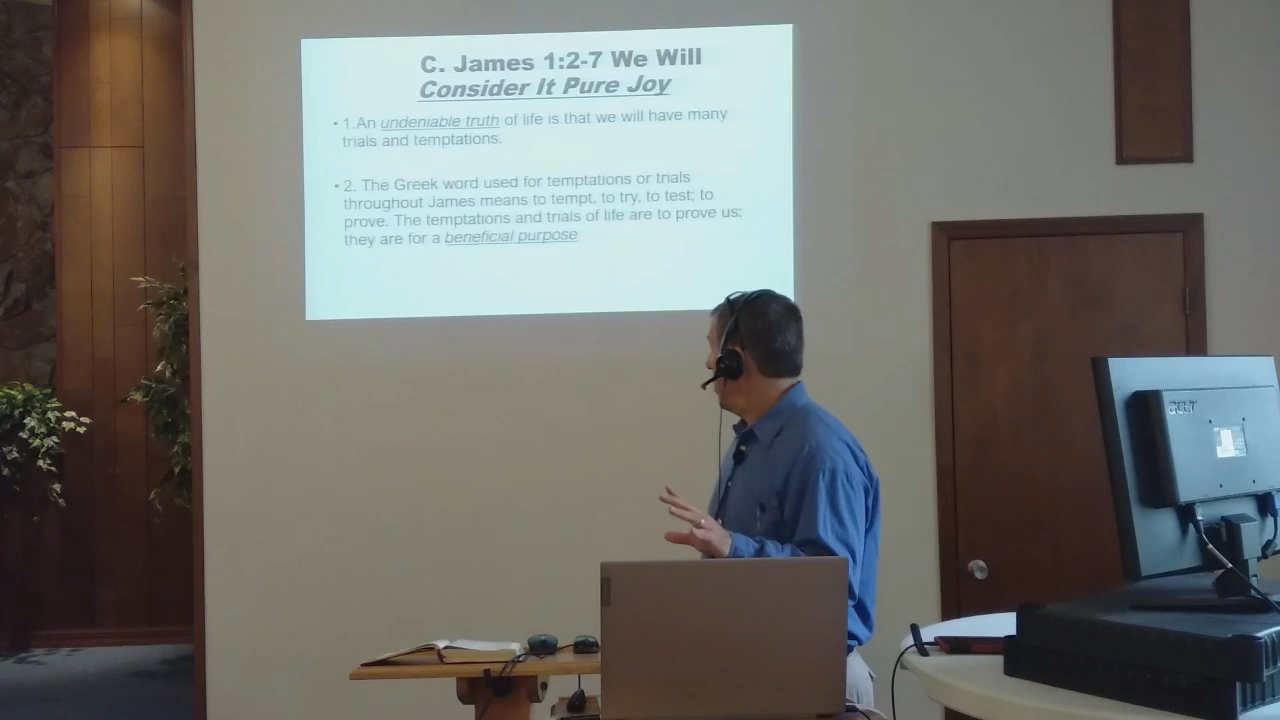 C. James 1:2-7 We Will
Consider It Pure Joy
• 1.An undeniable truth of life is that we will have many
trials and temptations.
• 2. The Greek word used for temptations or trials
throughout James means to tempt, to try, to test; to
prove. The temptations and trials of life are to prove us;
they are for a beneficial purpose
acer